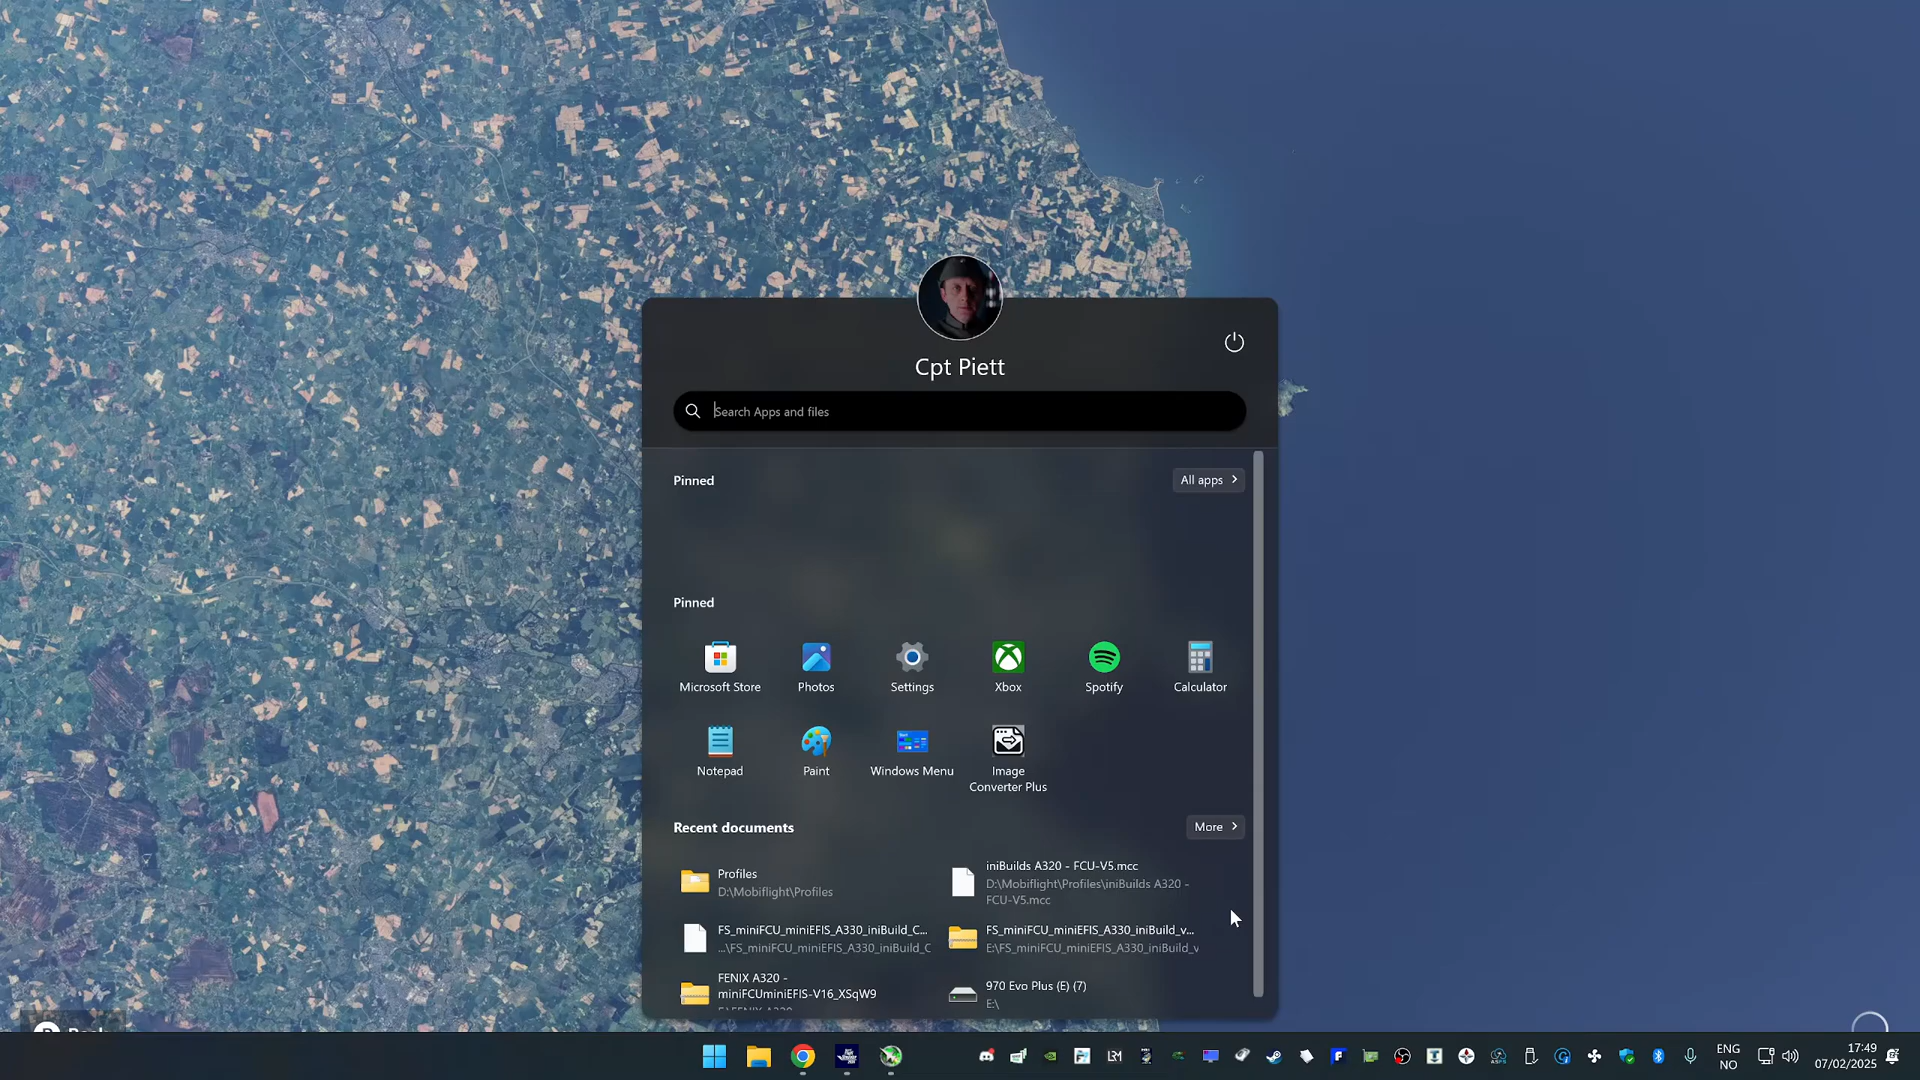 Cpt Piett
Search Apps and files
Pinned
All apps
Pinned
Microsoft Store
Photos
Settings
Xbox
Spotify
Calculator
Notepad
Paint
Windows Menu
Image
Converter Plus
Recent documents
More
Profiles
D:\Mobiflight\Profiles
iniBuilds A320 - FCU-V5.mcc
D:\Mobiflight\Profiles\iniBuilds A320 -
FCU-V5.mcc
FS_miniFCU_miniEFIS_A330_iniBuild_C...
...\FS_miniFCU_miniEFIS_A330_iniBuild_C
FS_miniFCU_miniEFIS_A330_iniBuild_v...
E:\FS_miniFCU_miniEFIS_A330_iniBuild_v
FENIX A320 -
miniFCUminiEFIS-V16_XSqW9
970 Evo Plus (E) (7)
E:\
ENG
NO
17:49
07/02/2025